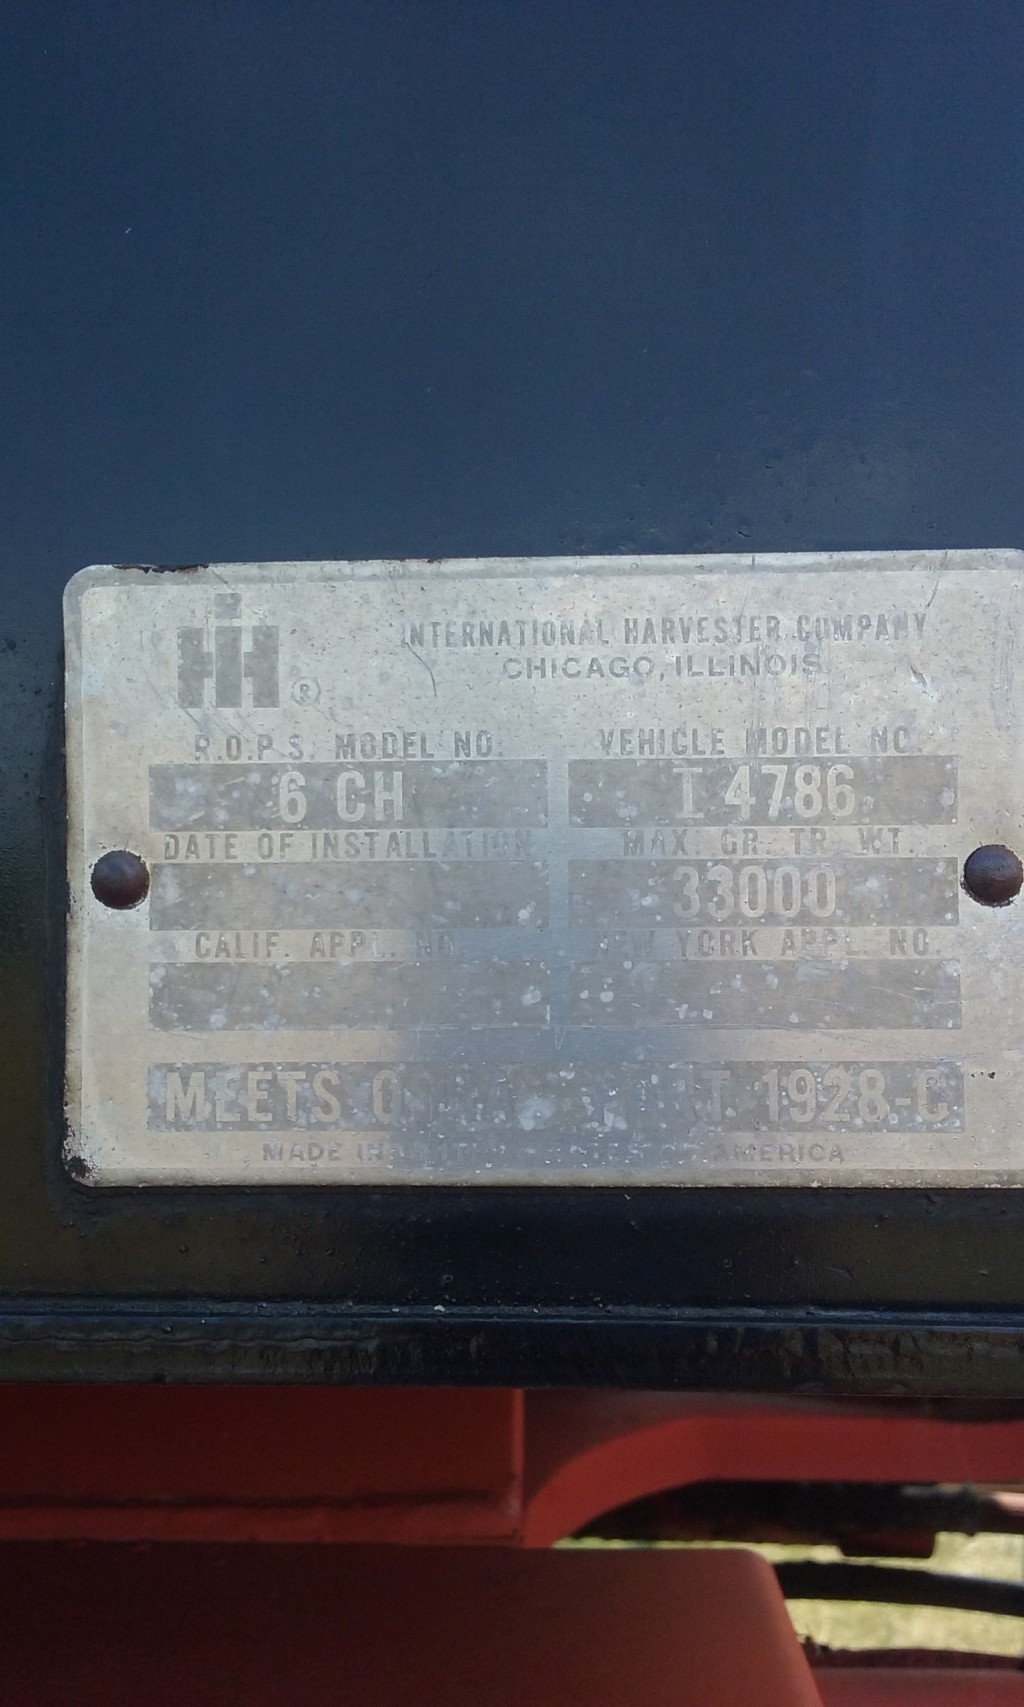 IH ®
INTERNATIONAL HARVESTER COMPANY
CHICAGO, ILLINOIS
R.O.P.S. MODEL NO. VEHICLE MODEL NO.
6 CH I 4786
DATE OF INSTALLATION MAX. GR. TR. WT.
33000
CALIF. APPL. NO. NEW YORK APPL. NO.
MEETS 1928-C
MADE IN AMERICA